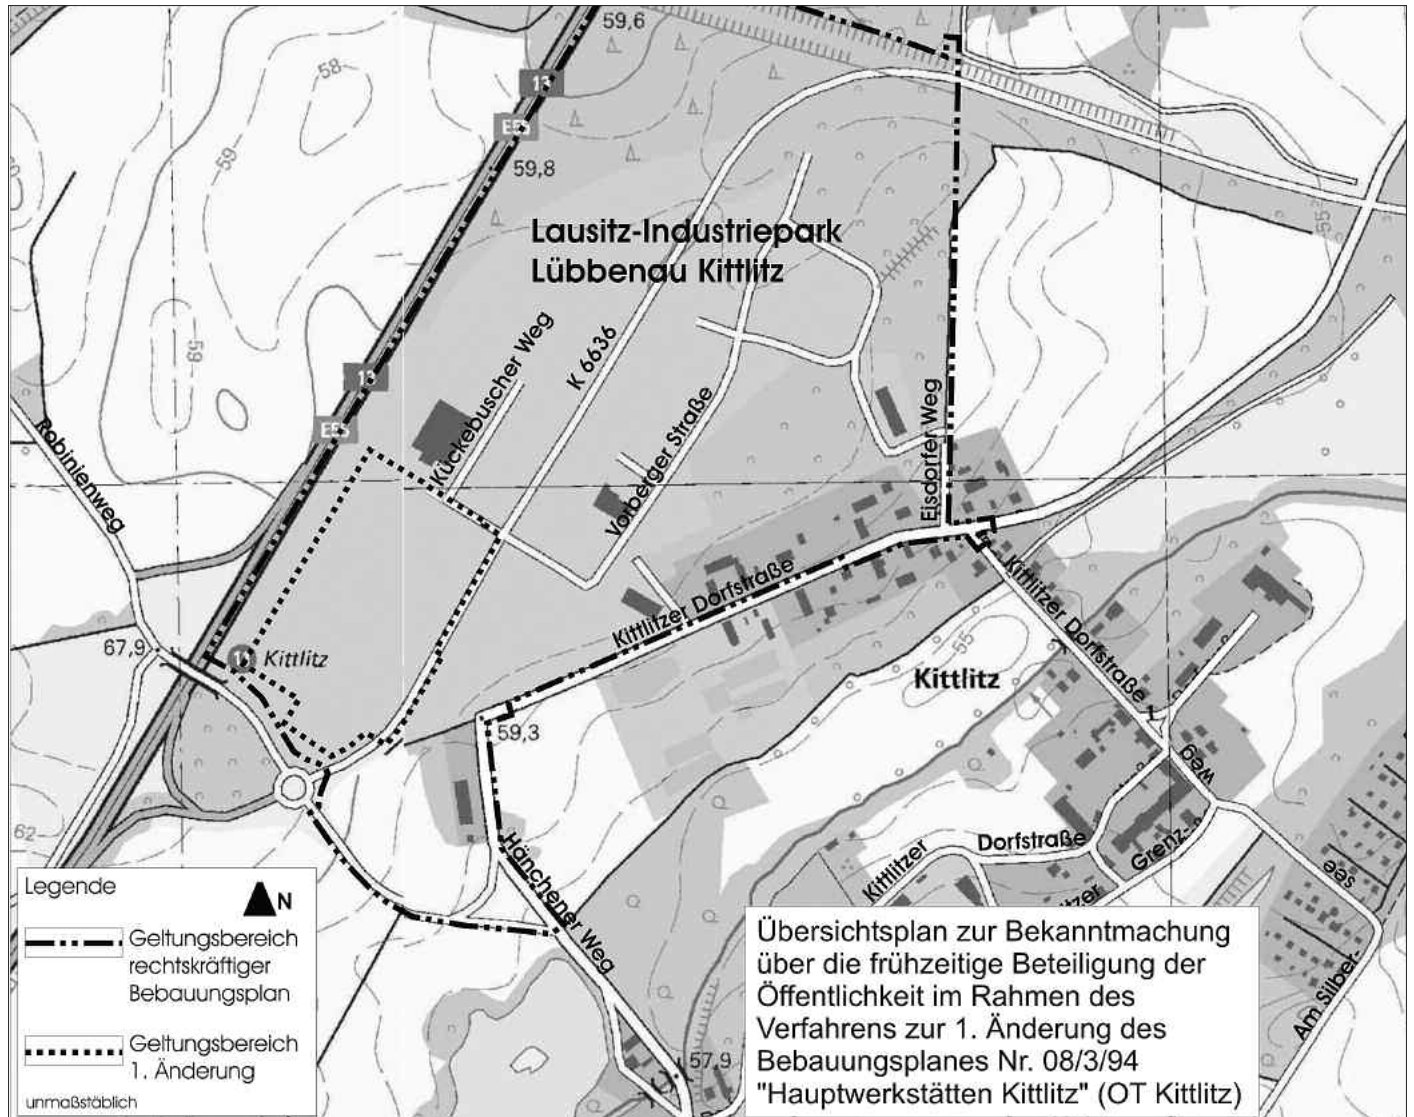 59,6
58
13
E55
59
59,8
Lausitz-Industriepark
Lübbenau Kittlitz
55
59
13
E55
Kückebuscher Weg
K 6636
Vorberger Straße
Eisdorfer Weg
Robinienweg
Kittlitzer Dorfstraße
Kittlitzer Dorfstraße
67,9
Kittlitz
55
Kittlitz
59,3
62
Hänchener Weg
Kittlitzer
Dorfstraße
Grenz-
weg
Am Silber-
see
57,9
Legende
N
Geltungsbereich
rechtskräftiger
Bebauungsplan
Geltungsbereich
1. Änderung
unmaßstäblich
Übersichtsplan zur Bekanntmachung
über die frühzeitige Beteiligung der
Öffentlichkeit im Rahmen des
Verfahrens zur 1. Änderung des
Bebauungsplanes Nr. 08/3/94
"Hauptwerkstätten Kittlitz" (OT Kittlitz)